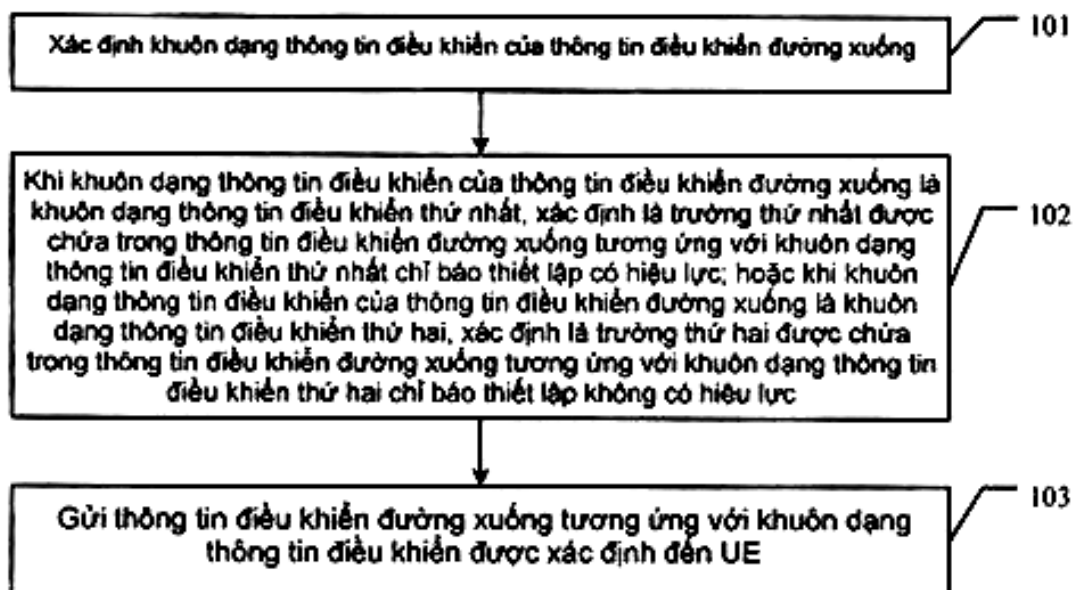 Xác định khuôn dạng thông tin điều khiển của thông tin điều khiển đường xuống
101
Khi khuôn dạng thông tin điều khiển của thông tin điều khiển đường xuống là
khuôn dạng thông tin điều khiển thứ nhất, xác định là trường thứ nhất được
chứa trong thông tin điều khiển đường xuống tương ứng với khuôn dạng
thông tin điều khiển thứ nhất chỉ báo thiết lập có hiệu lực; hoặc khi khuôn
dạng thông tin điều khiển của thông tin điều khiển đường xuống là khuôn
dạng thông tin điều khiển thứ hai, xác định là trường thứ hai được chứa
trong thông tin điều khiển đường xuống tương ứng với khuôn dạng thông tin
điều khiển thứ hai chỉ báo thiết lập không có hiệu lực
102
Gửi thông tin điều khiển đường xuống tương ứng với khuôn dạng
thông tin điều khiển được xác định đến UE
103